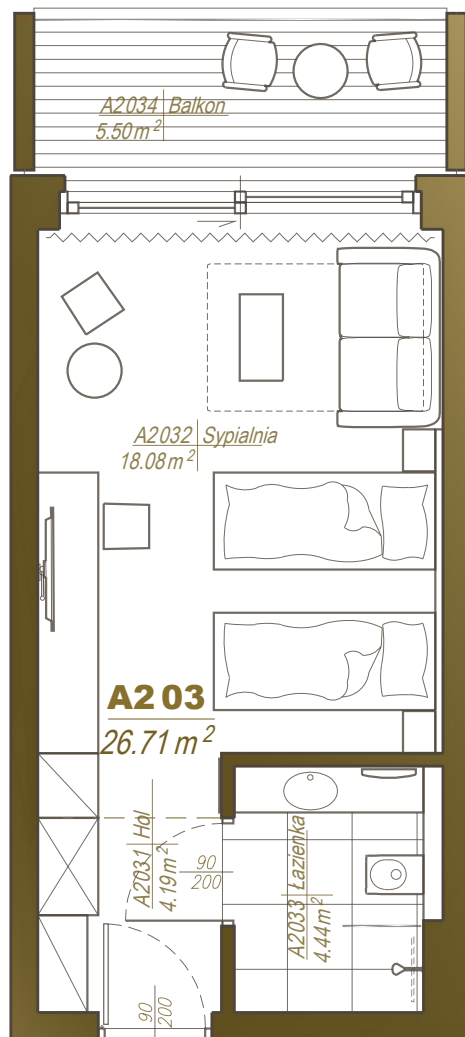 A2034 Balkon
5.50 m²
A2032 Sypialnia
18.08 m²
A2 03
26.71 m²
A2031 Hol
4.19 m²
90
200
A2033 Łazienka
4.44 m²
90
200